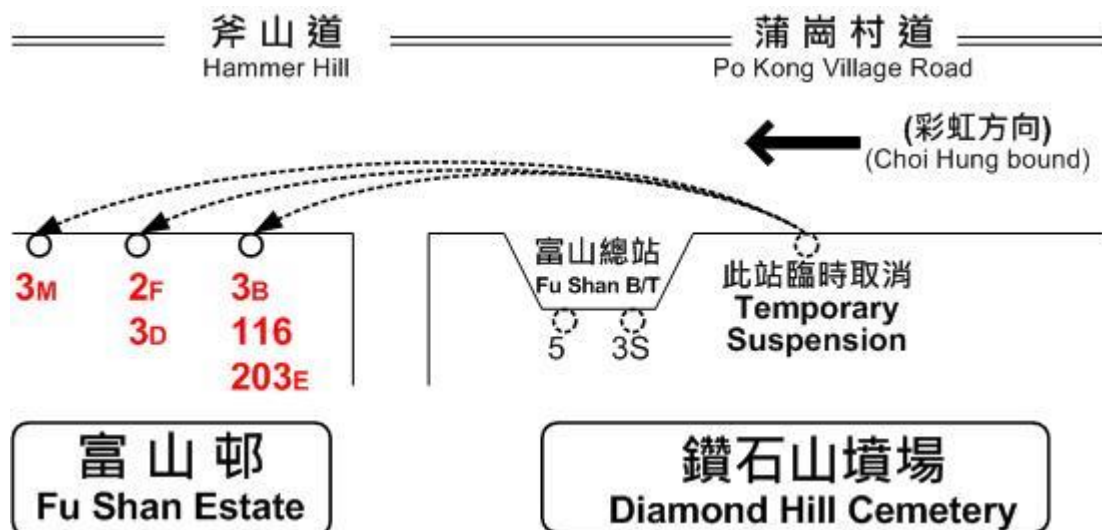 斧山道
Hammer Hill
蒲崗村道
Po Kong Village Road
(彩虹方向)
(Choi Hung bound)
富山總站
Fu Shan B/T
此站臨時取消
Temporary
Suspension
3M
2F
3B
3D
116
203E
5
3S
富山邨
Fu Shan Estate
鑽石山墳場
Diamond Hill Cemetery